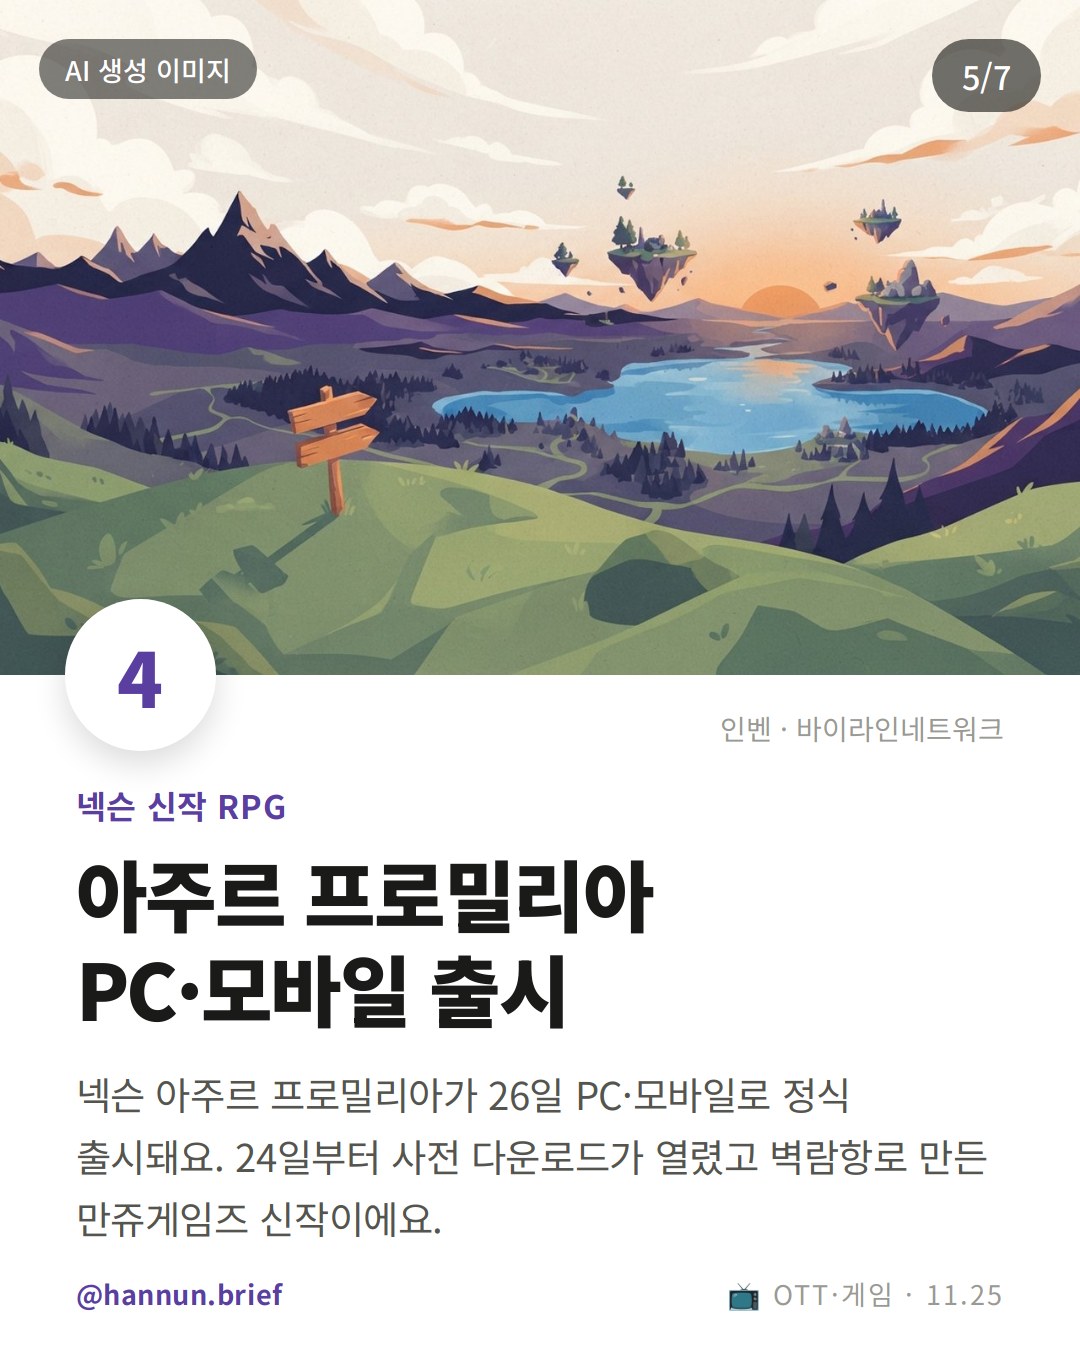 AI 생성 이미지
5/7
4
인벤 · 바이라인네트워크
넥슨 신작 RPG
아주르 프로밀리아
PC·모바일 출시
넥슨 아주르 프로밀리아가 26일 PC·모바일로 정식
출시돼요. 24일부터 사전 다운로드가 열렸고 벽람항로 만든
만쥬게임즈 신작이에요.
@hannun.brief
📺 OTT·게임 · 11.25